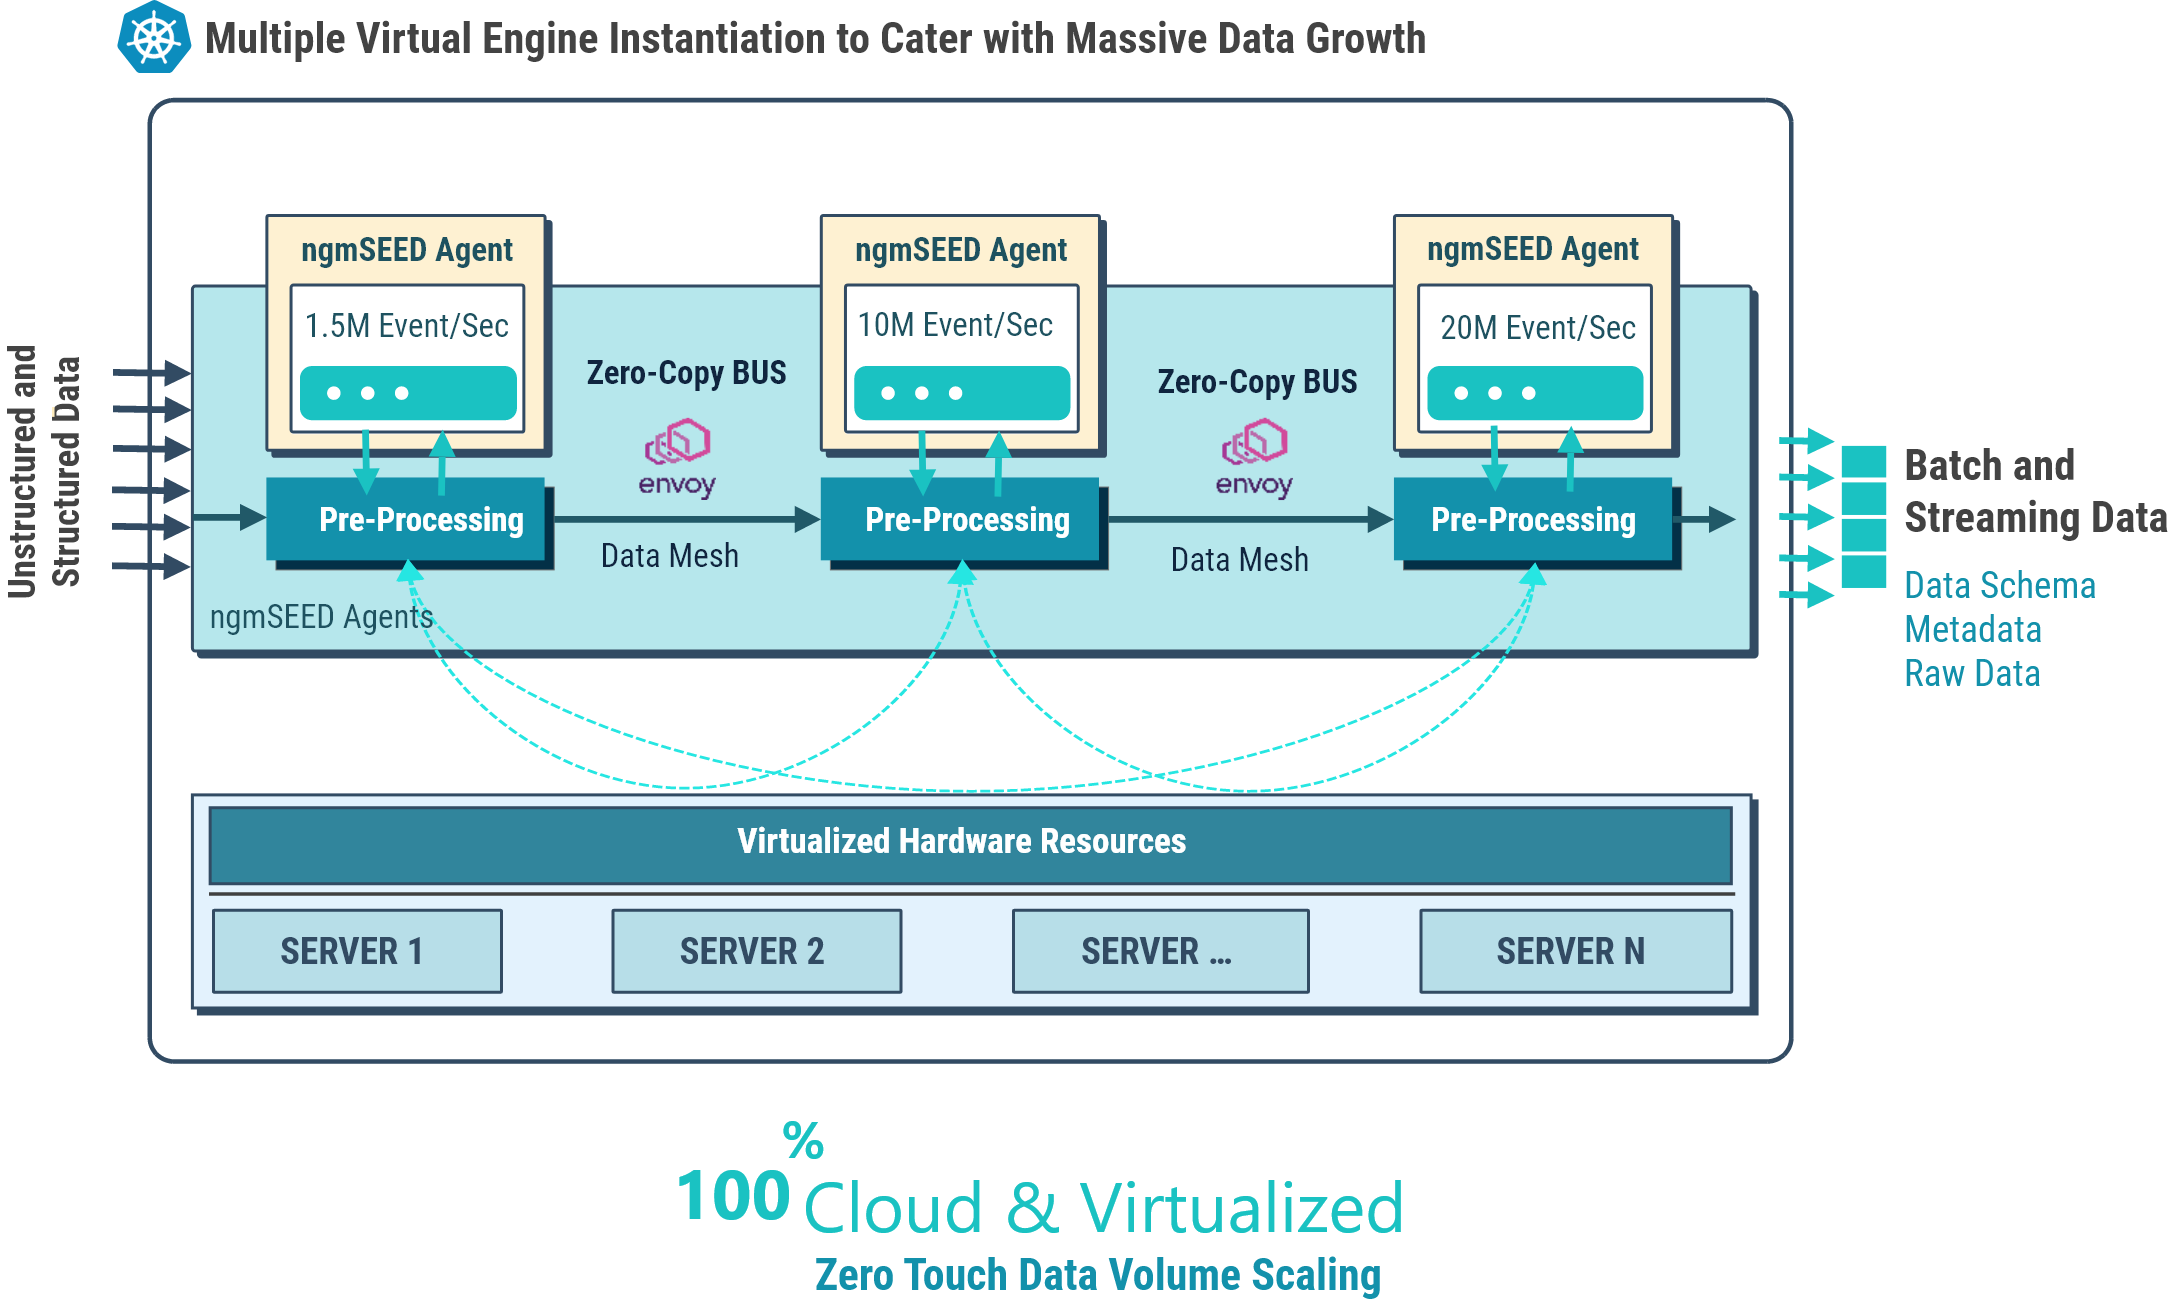 Multiple Virtual Engine Instantiation to Cater with Massive Data Growth
Unstructured and
Structured Data
ngmSEED Agent
1.5M Event/Sec
Pre-Processing
Zero-Copy BUS
envoy
Data Mesh
ngmSEED Agent
10M Event/Sec
Pre-Processing
Zero-Copy BUS
envoy
Data Mesh
ngmSEED Agent
20M Event/Sec
Pre-Processing
ngmSEED Agents
Batch and
Streaming Data
Data Schema
Metadata
Raw Data
Virtualized Hardware Resources
SERVER 1
SERVER 2
SERVER ...
SERVER N
100% Cloud & Virtualized
Zero Touch Data Volume Scaling